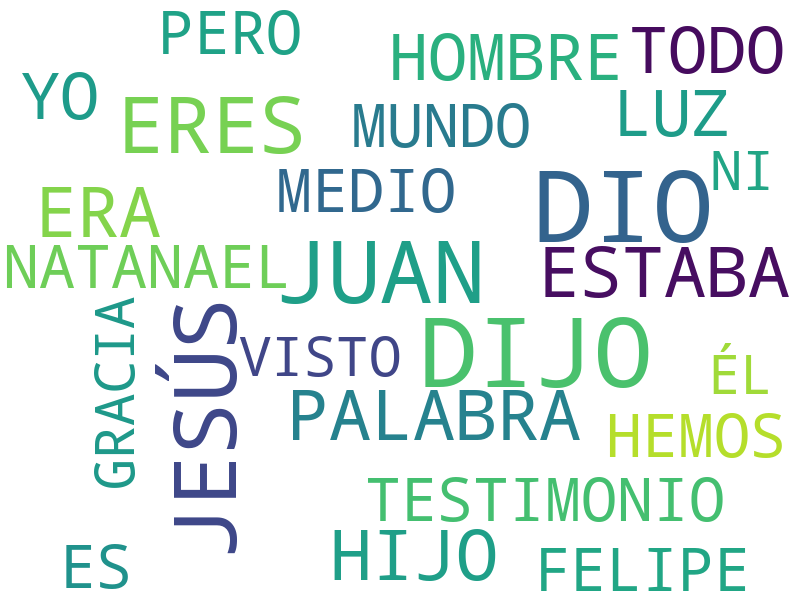 PERO
HOMBRE
TODO
YO
ERES
MUNDO
LUZ
NI
MEDIO
DIO
ERA
NATANAEL
JUAN
ESTABA
GRACIA
JESÚS
VISTO
DIJO
ÉL
PALABRA
HEMOS
TESTIMONIO
ES
HIJO
FELIPE